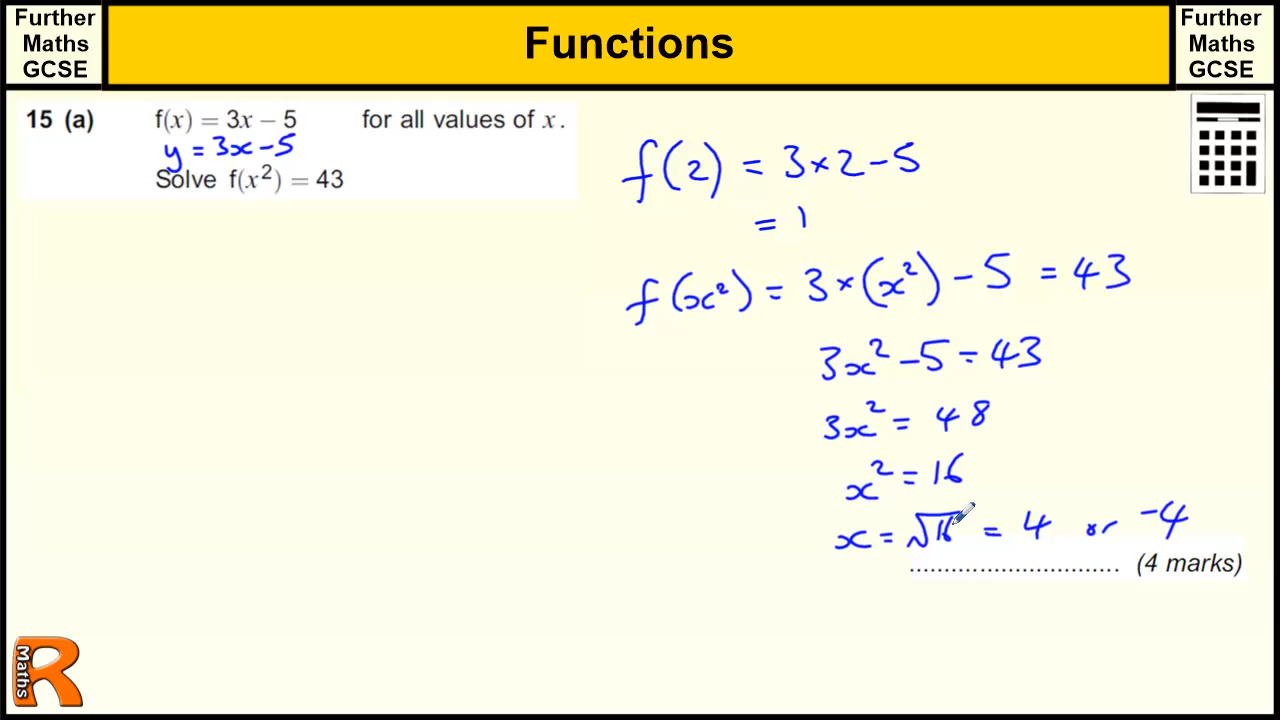 Further
Maths
GCSE
Functions
Further
Maths
GCSE
15 (a) f(x) = 3x − 5 for all values of x.
y = 3x − 5
Solve f(x²) = 43
f(2) = 3 × 2 − 5
= 1
f(x²) = 3 × (x²) − 5 = 43
3x² − 5 = 43
3x² = 48
x² = 16
x = √16 = 4 or −4
.............................. (4 marks)
R
Maths